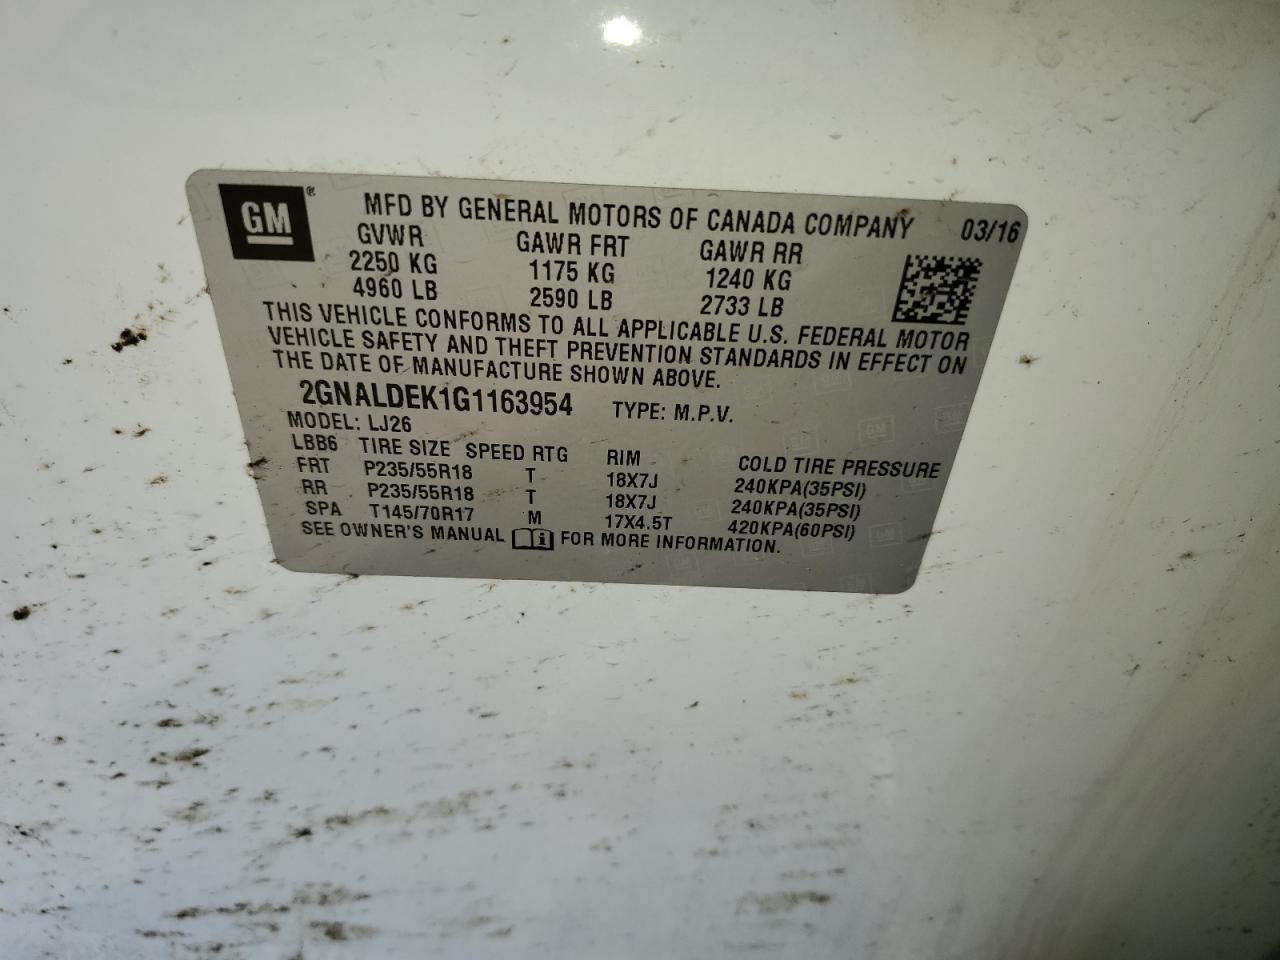 GM ® MFD BY GENERAL MOTORS OF CANADA COMPANY 03/16
GVWR GAWR FRT GAWR RR
2250 KG 1175 KG 1240 KG
4960 LB 2590 LB 2733 LB
THIS VEHICLE CONFORMS TO ALL APPLICABLE U.S. FEDERAL MOTOR
VEHICLE SAFETY AND THEFT PREVENTION STANDARDS IN EFFECT ON
THE DATE OF MANUFACTURE SHOWN ABOVE.
2GNALDEK1G1163954 TYPE: M.P.V.
MODEL: LJ26
LBB6 TIRE SIZE SPEED RTG RIM COLD TIRE PRESSURE
FRT P235/55R18 T 18X7J 240KPA(35PSI)
RR P235/55R18 T 18X7J 240KPA(35PSI)
SPA T145/70R17 M 17X4.5T 420KPA(60PSI)
SEE OWNER'S MANUAL i FOR MORE INFORMATION.